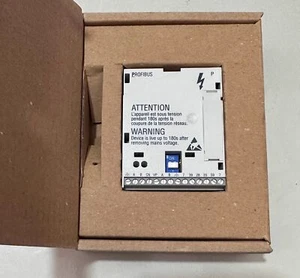 PROFIBUS P
ATTENTION
L'appareil est sous tension
pendant 180s après la
coupure de la tension réseau.
WARNING
Device is live up to 180s after
removing mains voltage.